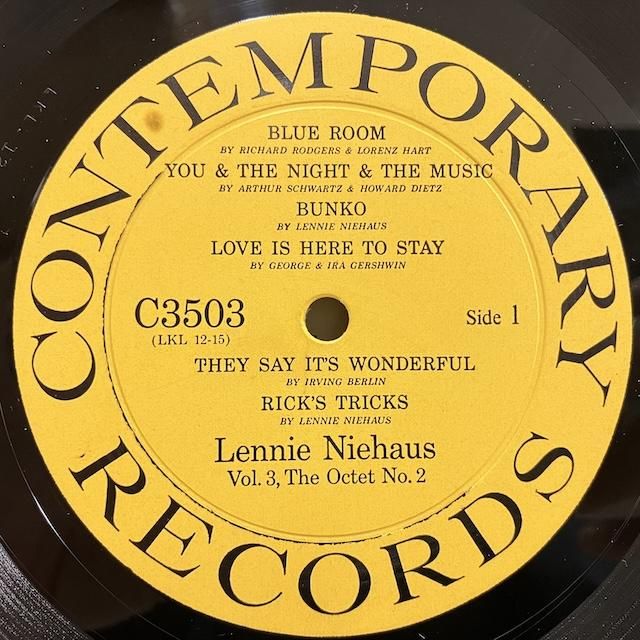 CONTEMPORARY
BLUE ROOM
BY RICHARD RODGERS & LORENZ HART
YOU & THE NIGHT & THE MUSIC
BY ARTHUR SCHWARTZ & HOWARD DIETZ
BUNKO
BY LENNIE NIEHAUS
LOVE IS HERE TO STAY
BY GEORGE & IRA GERSHWIN
C3503
(LKL 12-15)
Side 1
THEY SAY IT'S WONDERFUL
BY IRVING BERLIN
RICK'S TRICKS
BY LENNIE NIEHAUS
Lennie Niehaus
Vol. 3, The Octet No. 2
RECORDS